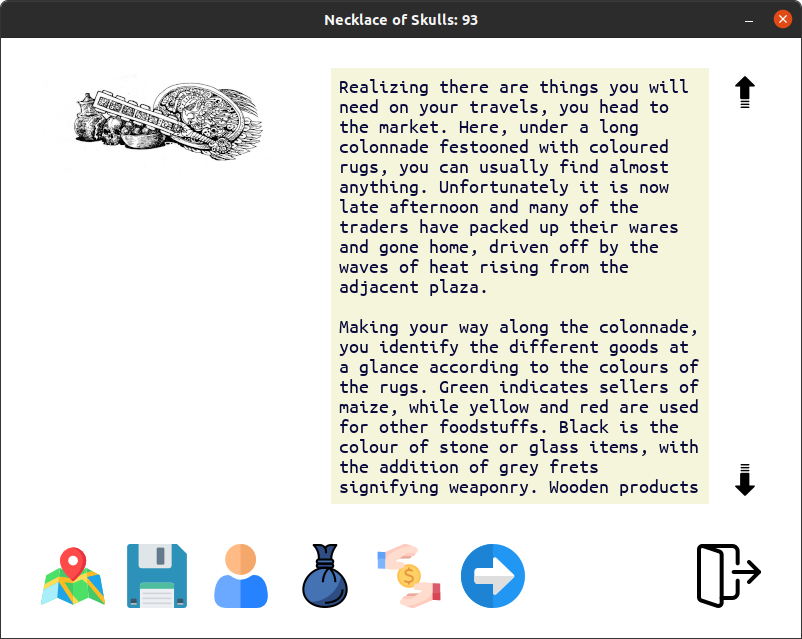 Necklace of Skulls: 93
Realizing there are things you will
need on your travels, you head to
the market. Here, under a long
colonnade festooned with coloured
rugs, you can usually find almost
anything. Unfortunately it is now
late afternoon and many of the
traders have packed up their wares
and gone home, driven off by the
waves of heat rising from the
adjacent plaza.

Making your way along the colonnade,
you identify the different goods at
a glance according to the colours of
the rugs. Green indicates sellers of
maize, while yellow and red are used
for other foodstuffs. Black is the
colour of stone or glass items, with
the addition of grey frets
signifying weaponry. Wooden products